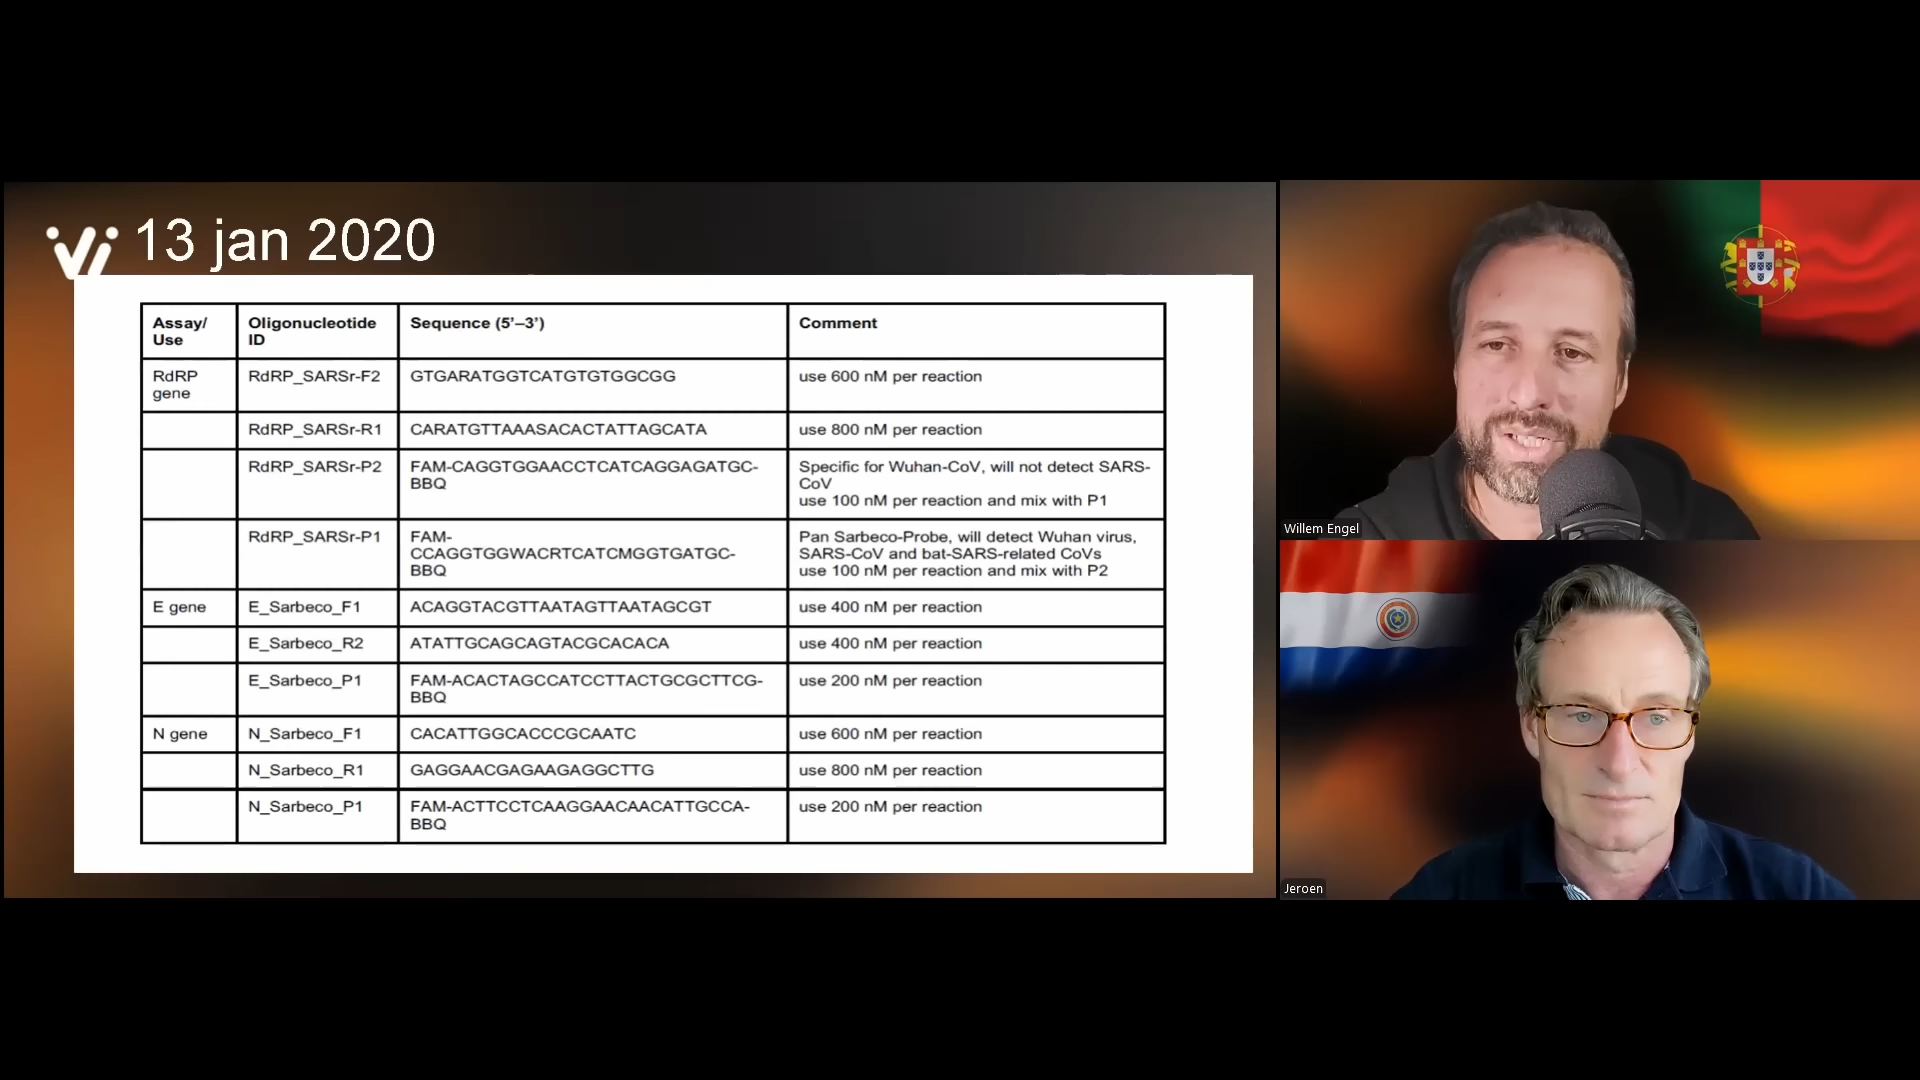 13 jan 2020
Assay/
Use
Oligonucleotide
ID
Sequence (5’–3’)
Comment
RdRP
gene
RdRP_SARSr-F2
GTGARATGGTCATGTGTGGCGG
use 600 nM per reaction
RdRP_SARSr-R1
CARATGTTAAASACACTATTAGCATA
use 800 nM per reaction
RdRP_SARSr-P2
FAM-CAGGTGGAACCTCATCAGGAGATGC-
BBQ
Specific for Wuhan-CoV, will not detect SARS-
CoV
use 100 nM per reaction and mix with P1
RdRP_SARSr-P1
FAM-
CCAGGTGGWACRTCATCMGGTGATGC-
BBQ
Pan Sarbeco-Probe, will detect Wuhan virus,
SARS-CoV and bat-SARS-related CoVs
use 100 nM per reaction and mix with P2
E gene
E_Sarbeco_F1
ACAGGTACGTTAATAGTTAATAGCGT
use 400 nM per reaction
E_Sarbeco_R2
ATATTGCAGCAGTACGCACACA
use 400 nM per reaction
E_Sarbeco_P1
FAM-ACACTAGCCATCCTTACTGCGCTTCG-
BBQ
use 200 nM per reaction
N gene
N_Sarbeco_F1
CACATTGGCACCCGCAATC
use 600 nM per reaction
N_Sarbeco_R1
GAGGAACGAGAAGAGGCTTG
use 800 nM per reaction
N_Sarbeco_P1
FAM-ACTTCCTCAAGGAACAACATTGCCA-
BBQ
use 200 nM per reaction
Willem Engel
Jeroen